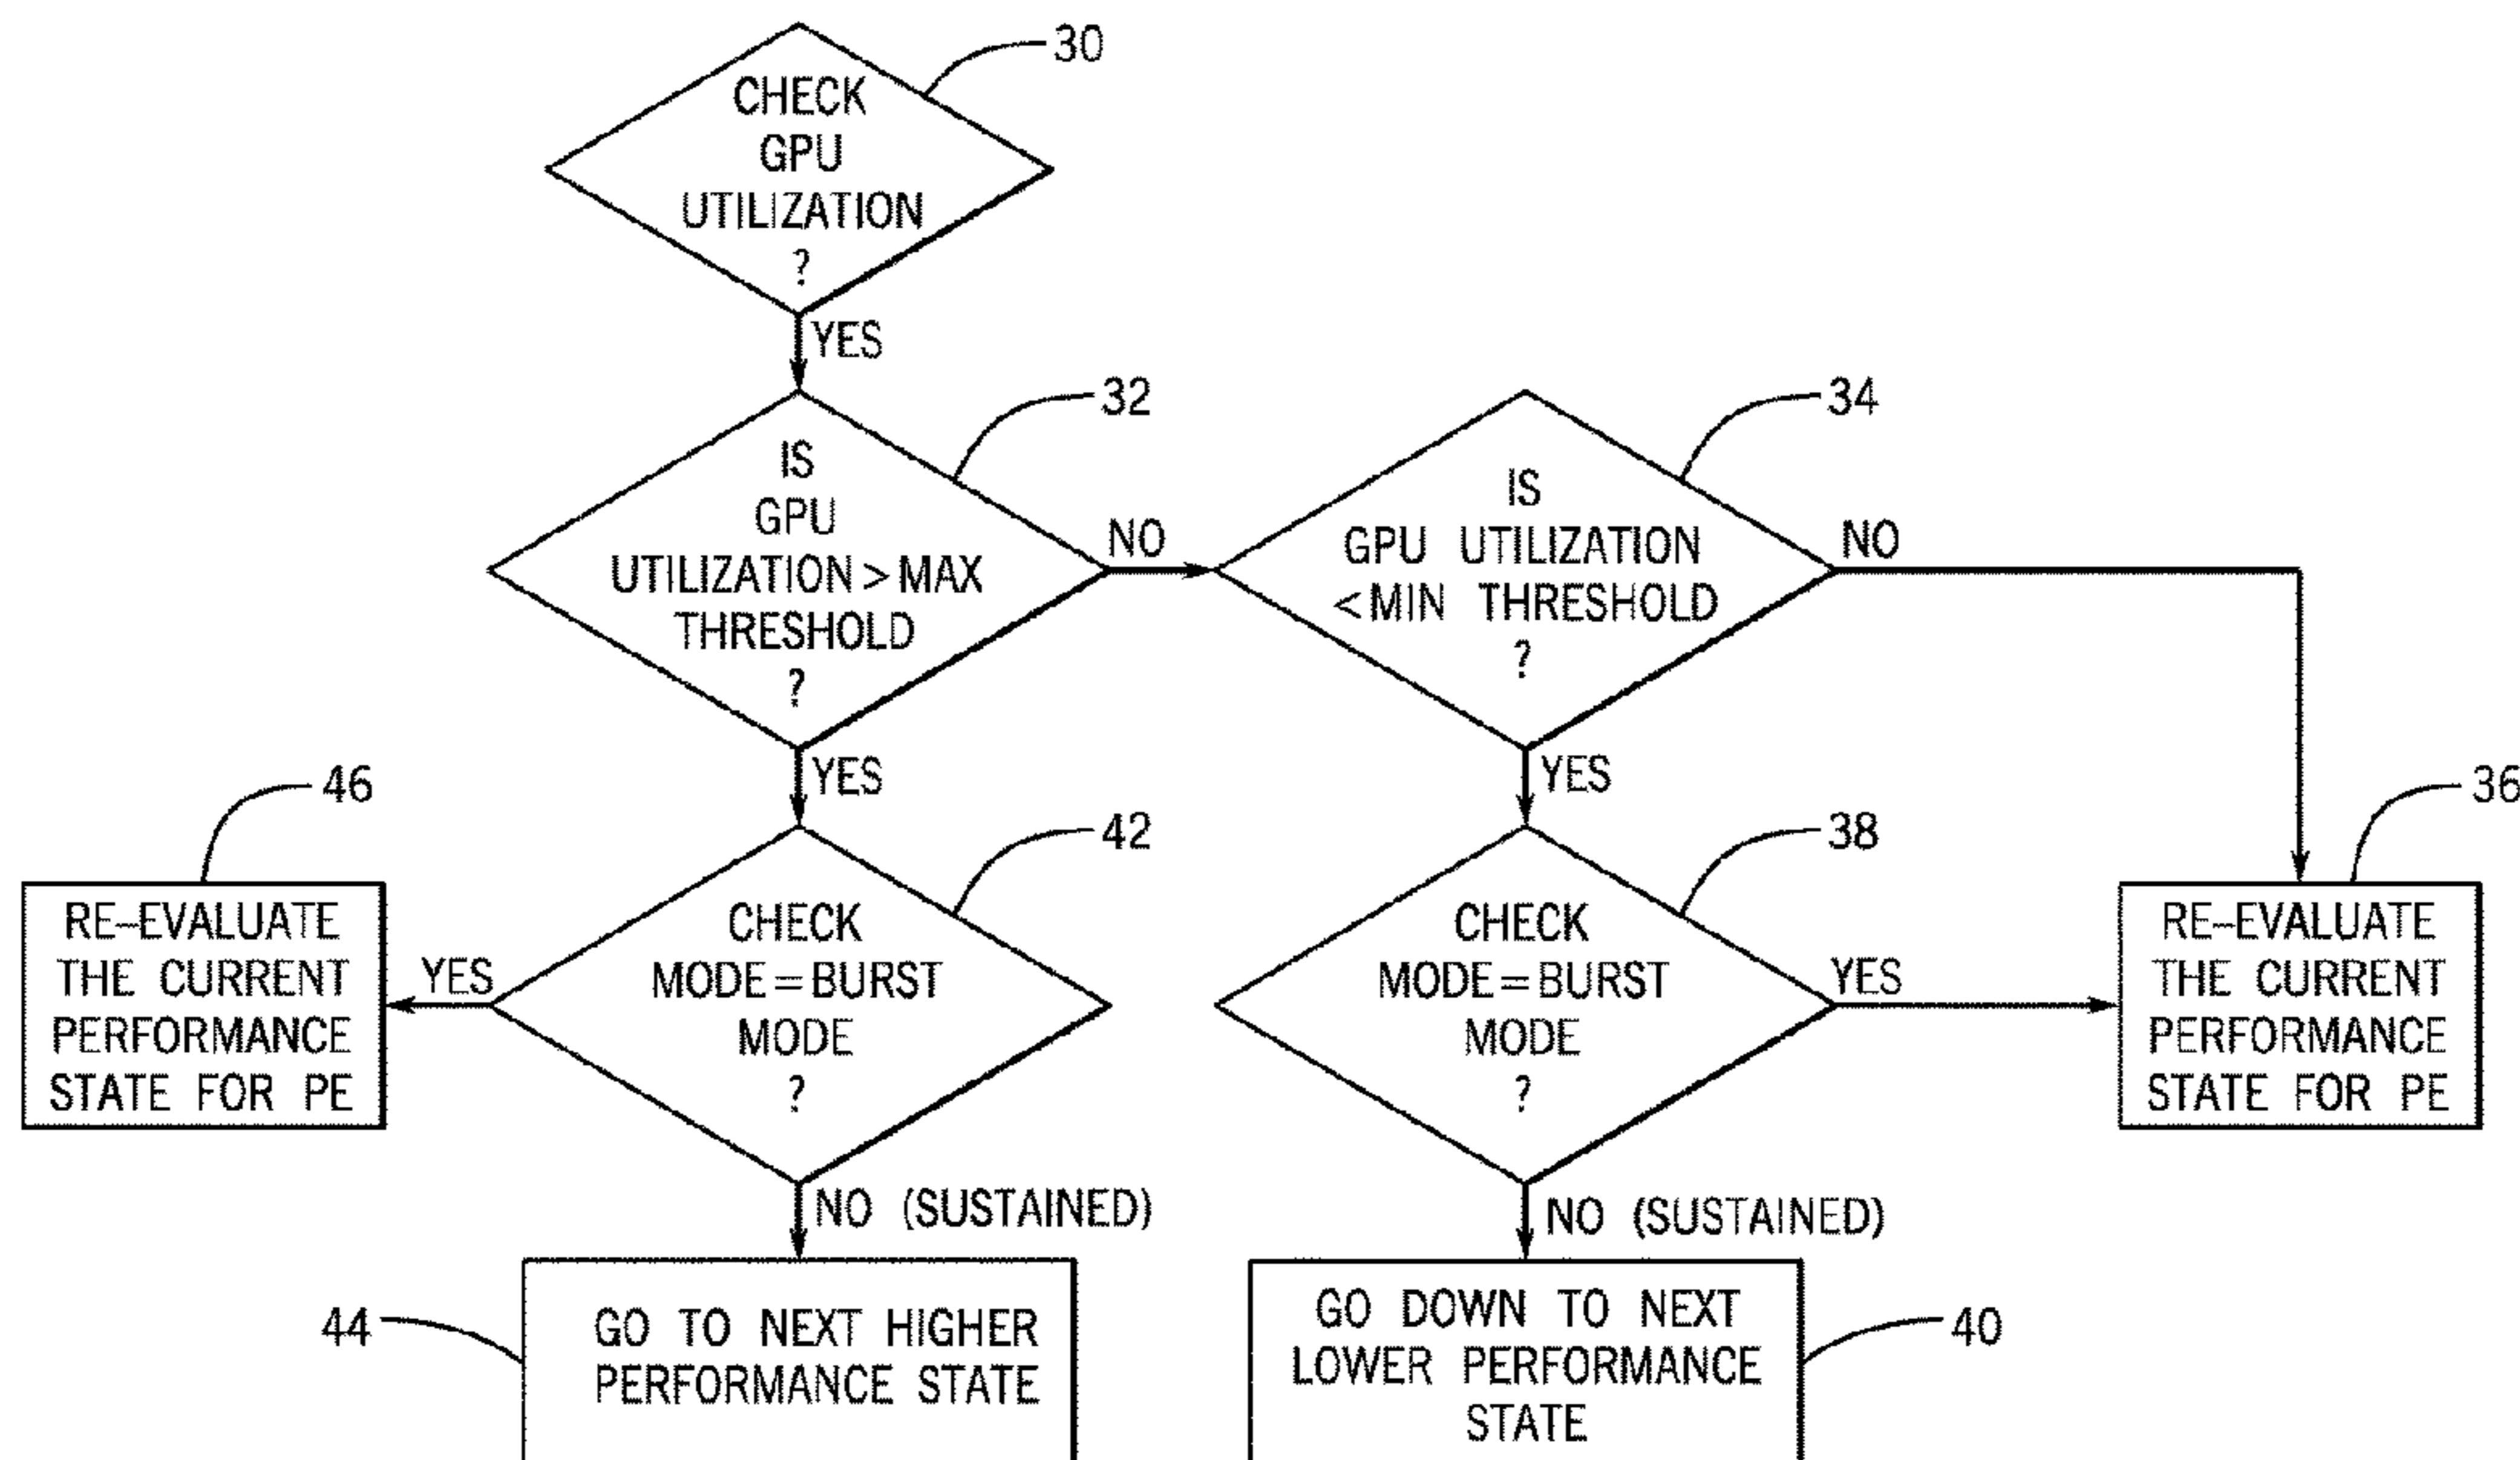 30
CHECK
GPU
UTILIZATION
?
YES
32
IS
GPU
UTILIZATION > MAX
THRESHOLD
?
NO
34
IS
GPU UTILIZATION
< MIN THRESHOLD
?
NO
YES
YES
46
RE-EVALUATE
THE CURRENT
PERFORMANCE
STATE FOR PE
YES
42
CHECK
MODE = BURST
MODE
?
38
CHECK
MODE = BURST
MODE
?
YES
36
RE-EVALUATE
THE CURRENT
PERFORMANCE
STATE FOR PE
NO (SUSTAINED)
NO (SUSTAINED)
44
GO TO NEXT HIGHER
PERFORMANCE STATE
GO DOWN TO NEXT
LOWER PERFORMANCE
STATE
40